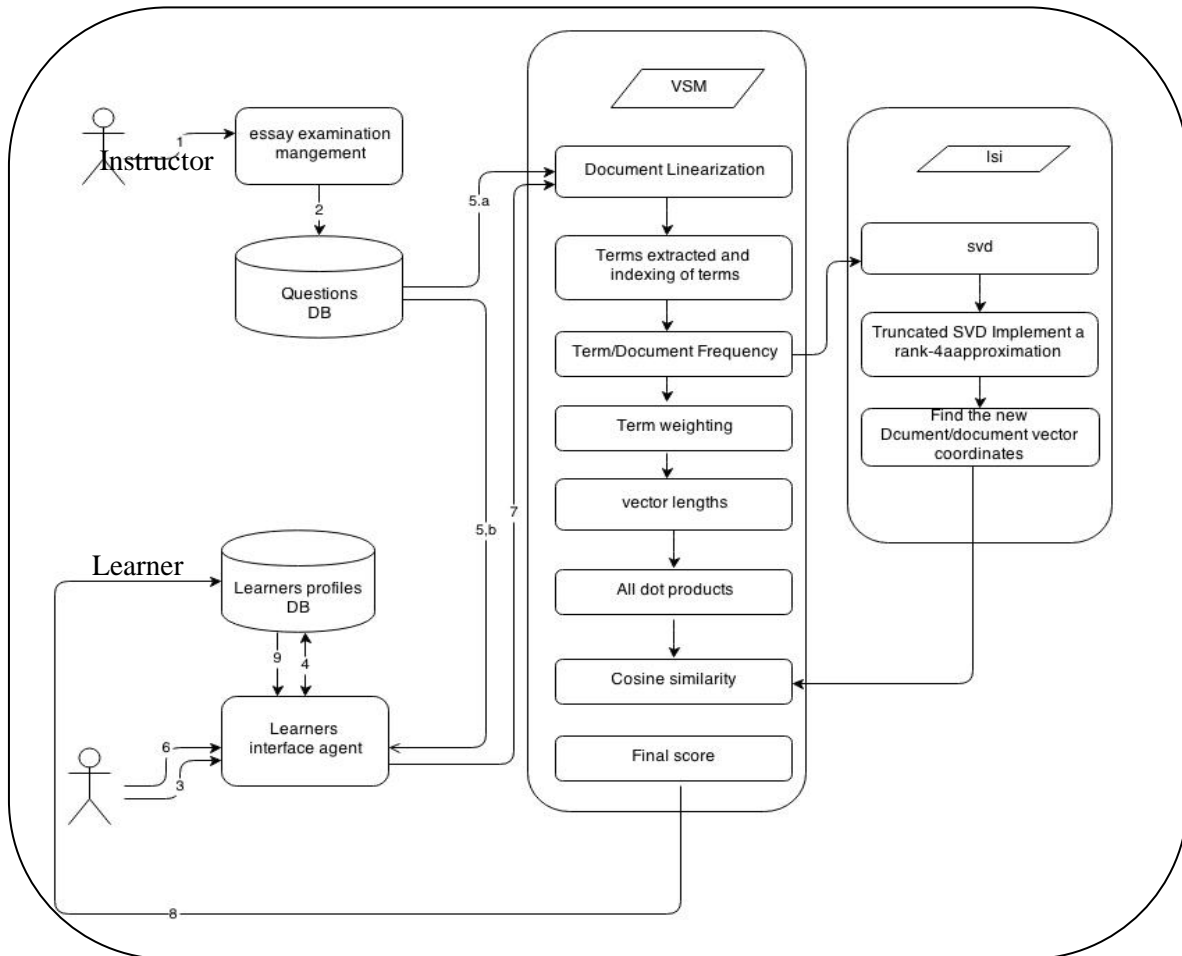 VSM
lsi
1
Instructor
essay examination
mangement
2
Questions
DB
5.a
5,b
7
Document Linearization
Terms extracted and
indexing of terms
Term/Document Frequency
Term weighting
vector lengths
All dot products
Cosine similarity
Final score
svd
Truncated SVD Implement a
rank-4aapproximation
Find the new
Dcument/document vector
coordinates
Learner
Learners profiles
DB
9
4
Learners
interface agent
6
3
8